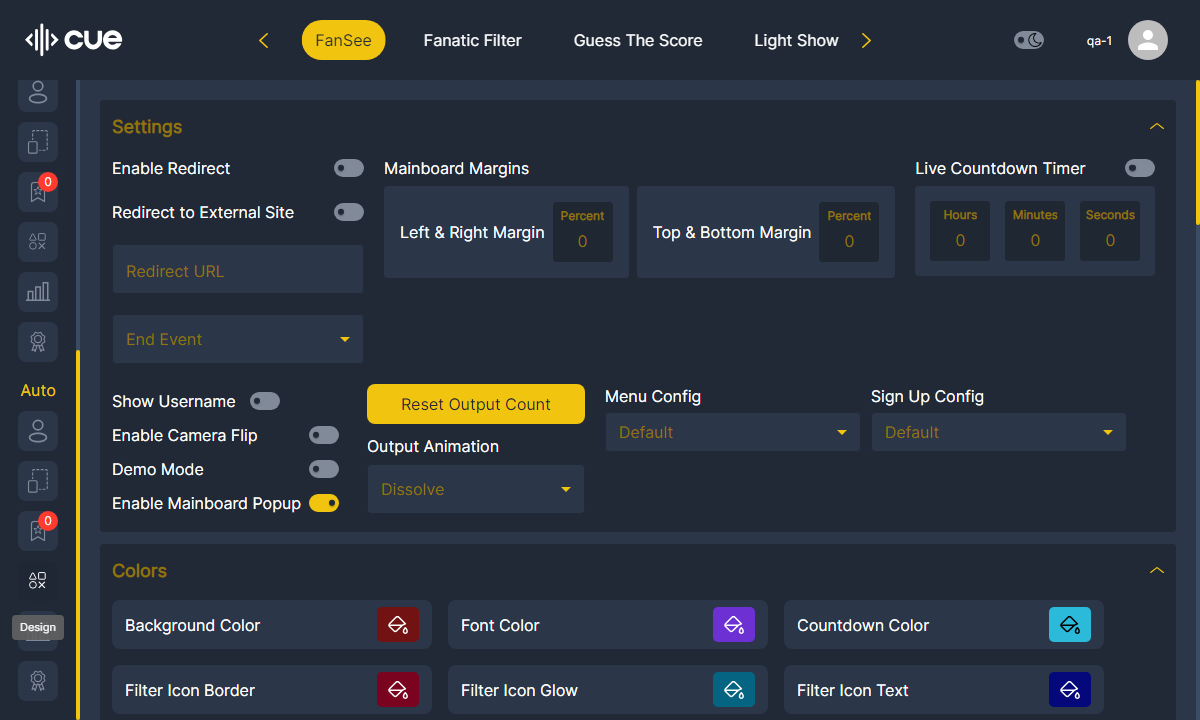 cue
FanSee
Fanatic Filter
Guess The Score
Light Show
qa-1
0
Auto
0
Design
Settings
Enable Redirect
Redirect to External Site
Redirect URL
End Event
Mainboard Margins
Left & Right Margin
Percent
0
Top & Bottom Margin
Percent
0
Live Countdown Timer
Hours
0
Minutes
0
Seconds
0
Show Username
Enable Camera Flip
Demo Mode
Enable Mainboard Popup
Reset Output Count
Output Animation
Dissolve
Menu Config
Default
Sign Up Config
Default
Colors
Background Color
Font Color
Countdown Color
Filter Icon Border
Filter Icon Glow
Filter Icon Text